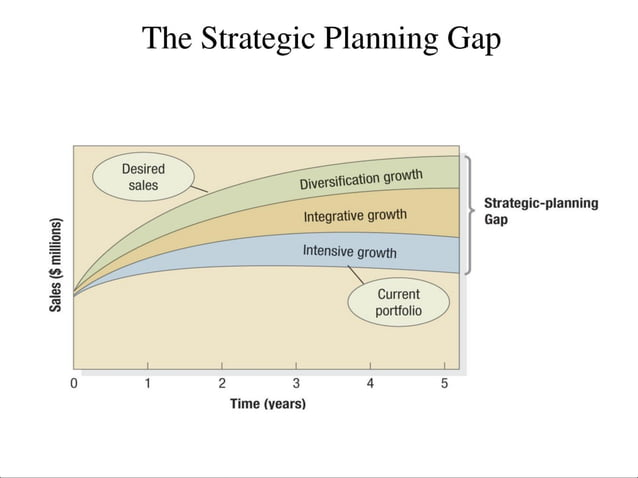 The Strategic Planning Gap
Desired
sales
Diversification growth
Integrative growth
Intensive growth
Current
portfolio
Strategic-planning
Gap
Sales ($ millions)
0 1 2 3 4 5
Time (years)